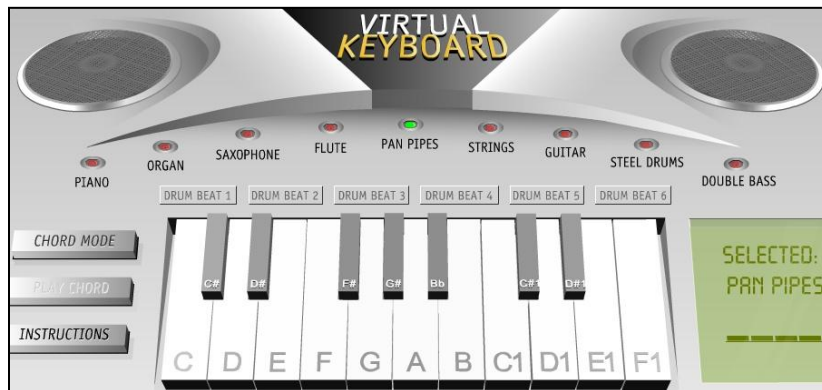 VIRTUAL
KEYBOARD
PIANO
ORGAN
SAXOPHONE
FLUTE
PAN PIPES
STRINGS
GUITAR
STEEL DRUMS
DOUBLE BASS
DRUM BEAT 1
DRUM BEAT 2
DRUM BEAT 3
DRUM BEAT 4
DRUM BEAT 5
DRUM BEAT 6
CHORD MODE
PLAY CHORD
INSTRUCTIONS
C# D# F# G# Bb C#1 D#1
C D E F G A B C1 D1 E1 F1
SELECTED:
PAN PIPES